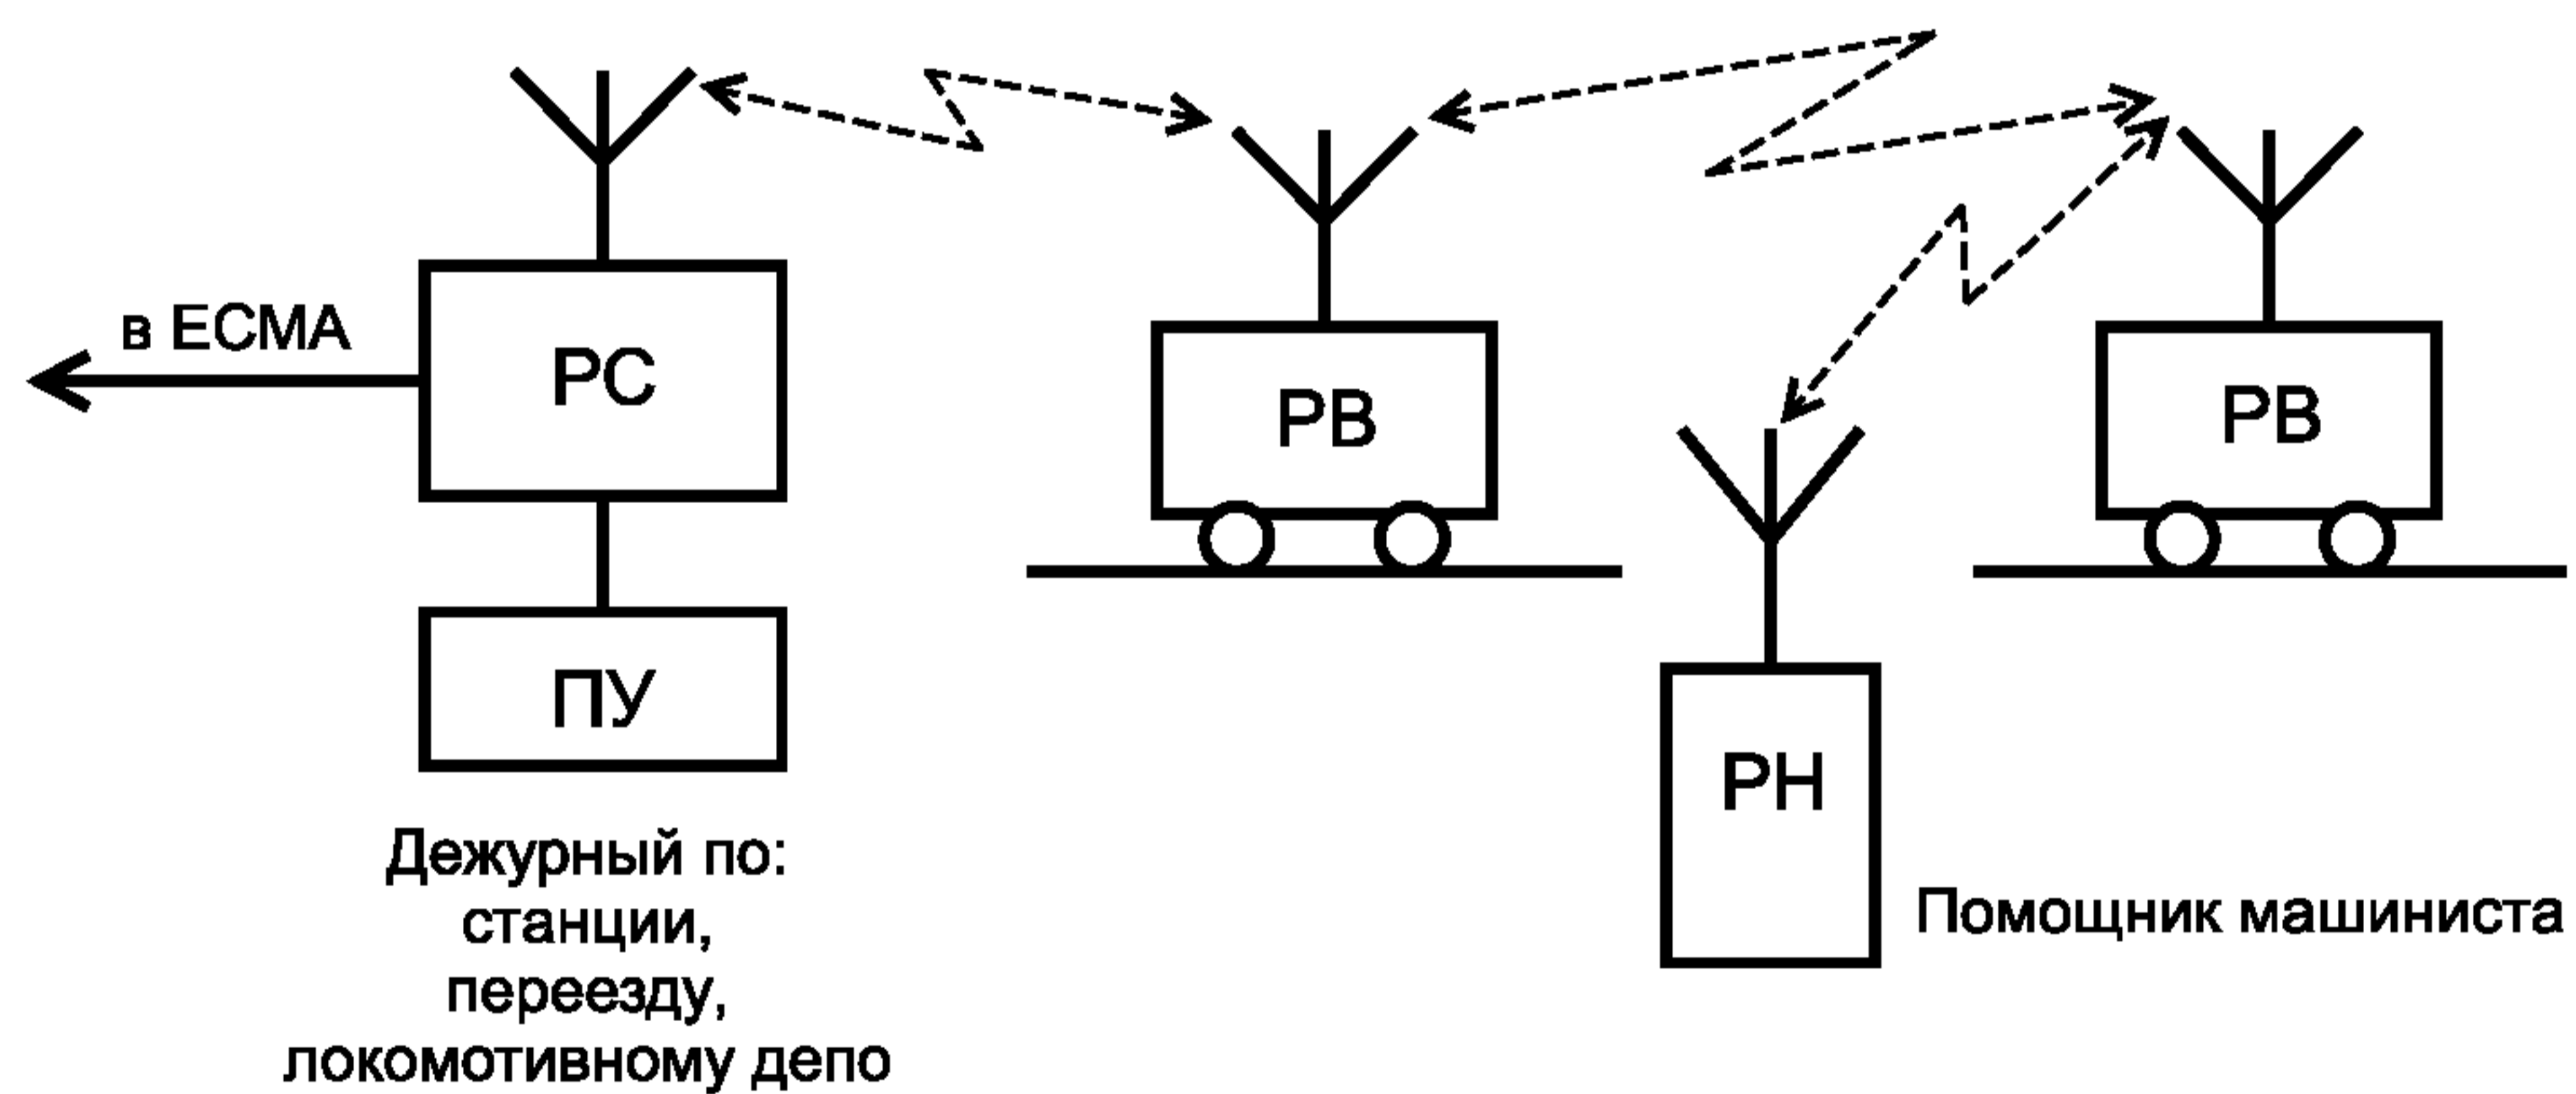 в ЕСМА
РС
РВ
РВ
ПУ
РН
Дежурный по:
станции,
переезду,
локомотивному депо
Помощник машиниста